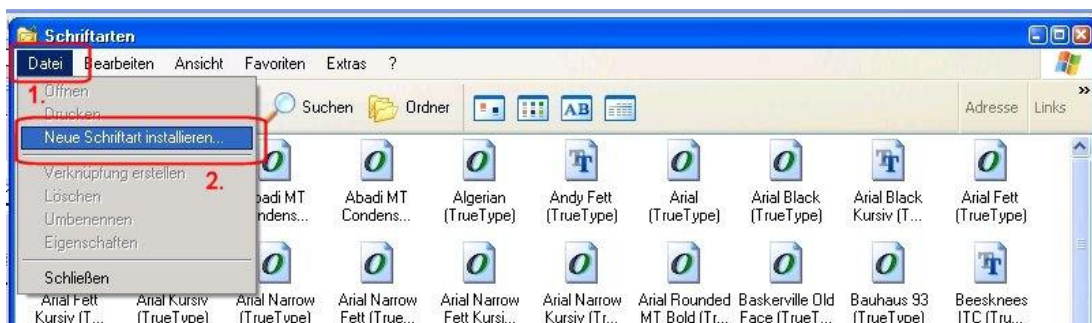 Schriftarten
Datei Bearbeiten Ansicht Favoriten Extras ?
1.
Öffnen
Drucken
Neue Schriftart installieren...
2.
Verknüpfung erstellen
Löschen
Umbenennen
Eigenschaften
Schließen
Suchen Ordner AB Adresse Links »
Abadi MT Algerian Andy Fett Arial Arial Black Arial Black Arial Fett
Condens... (TrueType) (TrueType) (TrueType) (TrueType) Kursiv (T... (TrueType)
Arial Fett Arial Kursiv Arial Narrow Arial Narrow Arial Narrow Arial Narrow Arial Rounded Baskerville Old Bauhaus 93 Beesknees
Kursiv (T... (TrueType) (TrueType) Fett (True... Fett Kursi... Kursiv (Tr... MT Bold (Tr... Face (TrueT... (TrueType) ITC (Tru...